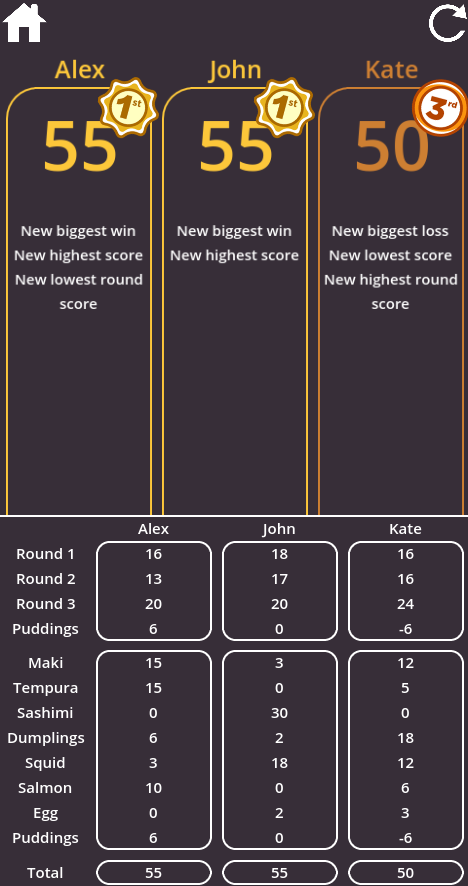 Alex John Kate
1st 1st 3rd
55 55 50
New biggest win New biggest win New biggest loss
New highest score New highest score New lowest score
New lowest round New highest round
score score
Alex John Kate
Round 1 16 18 16
Round 2 13 17 16
Round 3 20 20 24
Puddings 6 0 -6
Maki 15 3 12
Tempura 15 0 5
Sashimi 0 30 0
Dumplings 6 2 18
Squid 3 18 12
Salmon 10 0 6
Egg 0 2 3
Puddings 6 0 -6
Total 55 55 50